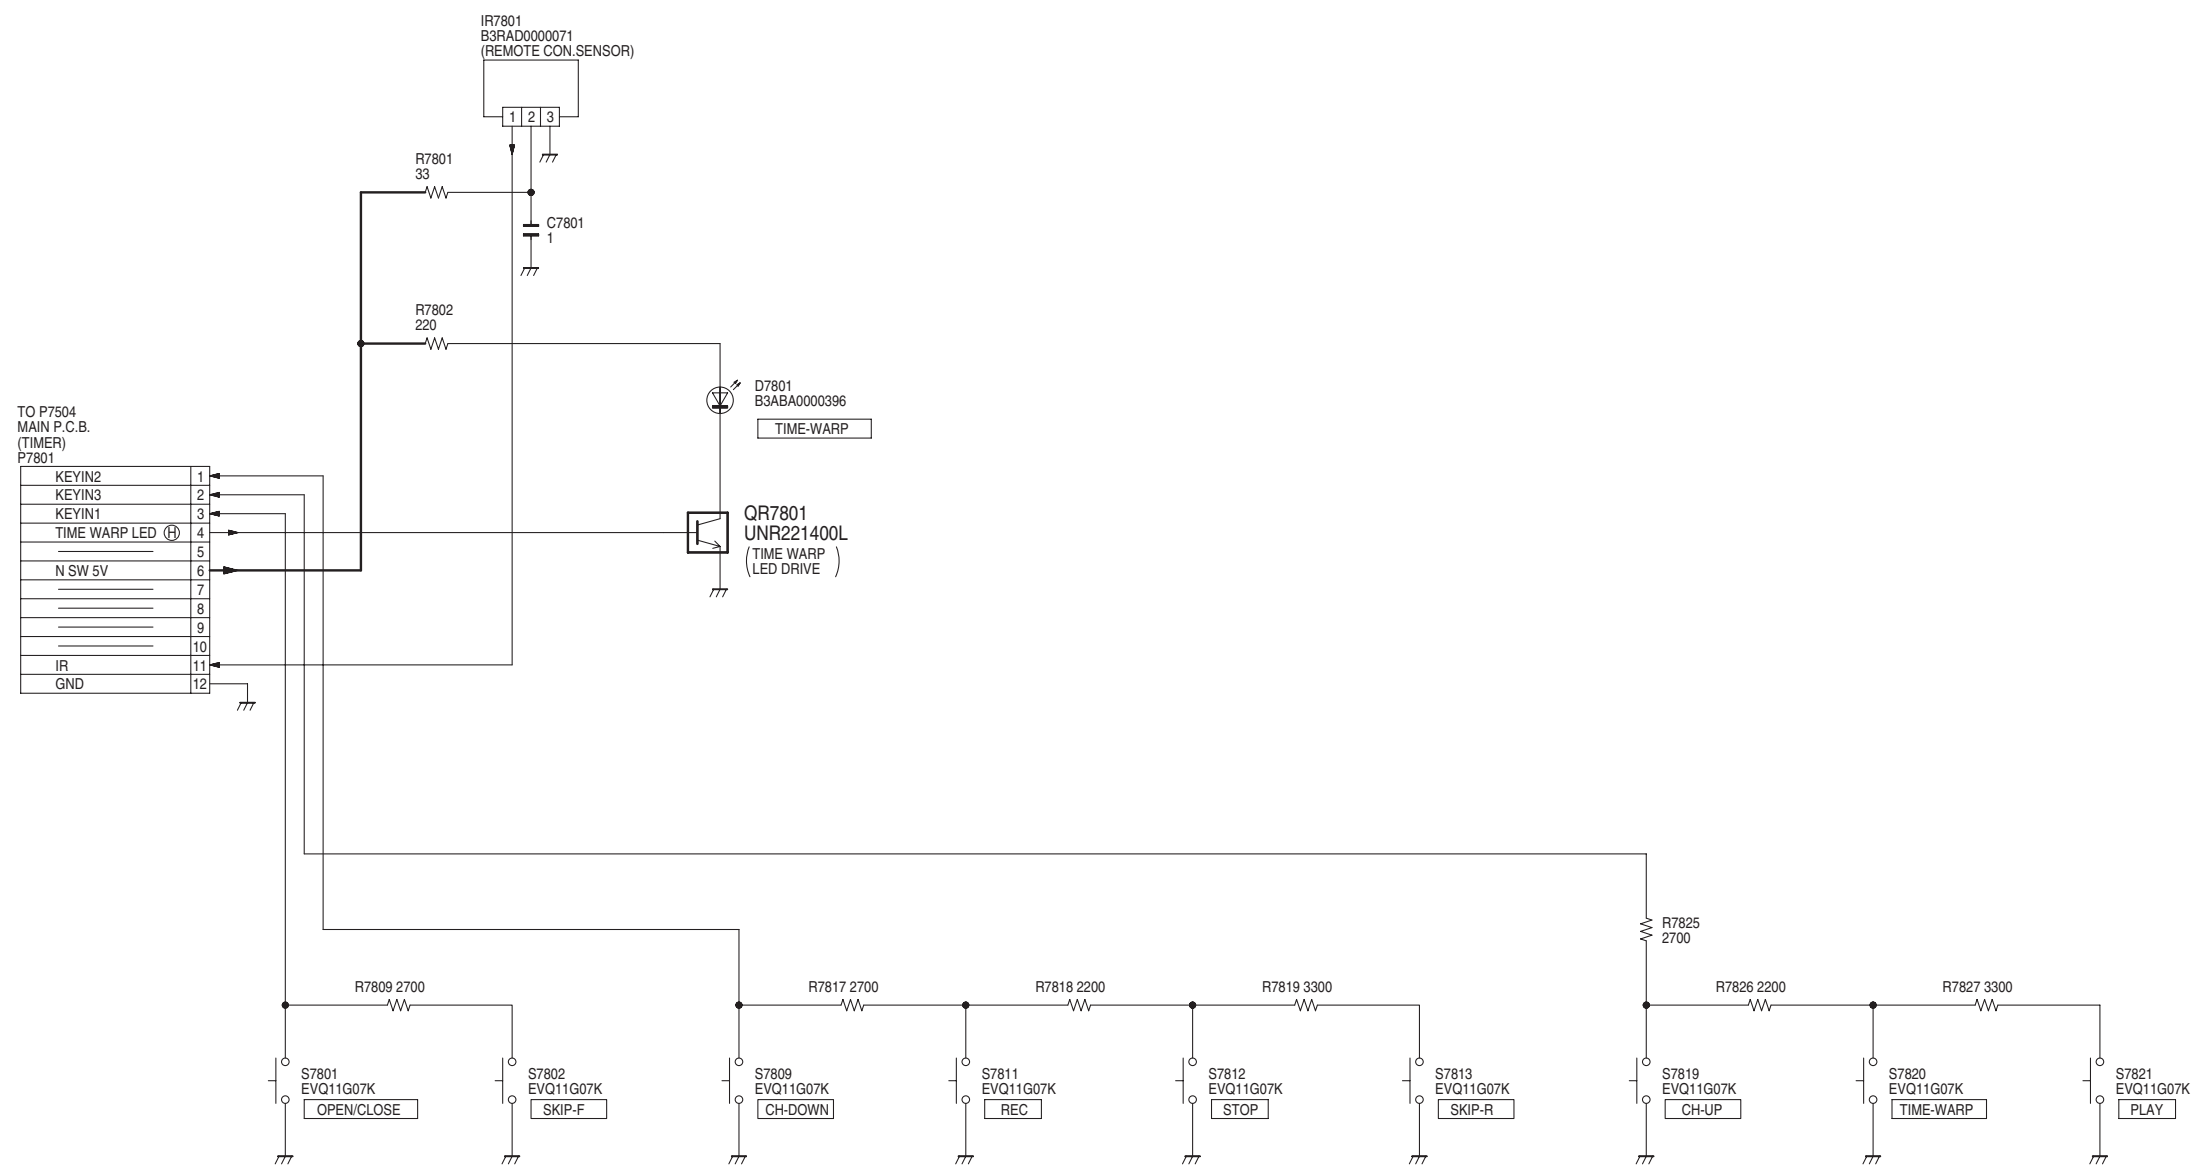 IR7801
B3RAD0000071
(REMOTE CON.SENSOR)
1 2 3
R7801
33
C7801
1
R7802
220
D7801
B3ABA0000396
TIME-WARP
TO P7504
MAIN P.C.B.
(TIMER)
P7801
KEYIN2 1
KEYIN3 2
KEYIN1 3
TIME WARP LED Ⓗ 4
5
N SW 5V 6
7
8
9
10
IR 11
GND 12
QR7801
UNR221400L
(TIME WARP
LED DRIVE)
R7825
2700
R7809 2700
R7817 2700
R7818 2200
R7819 3300
R7826 2200
R7827 3300
S7801
EVQ11G07K
OPEN/CLOSE
S7802
EVQ11G07K
SKIP-F
S7809
EVQ11G07K
CH-DOWN
S7811
EVQ11G07K
REC
S7812
EVQ11G07K
STOP
S7813
EVQ11G07K
SKIP-R
S7819
EVQ11G07K
CH-UP
S7820
EVQ11G07K
TIME-WARP
S7821
EVQ11G07K
PLAY